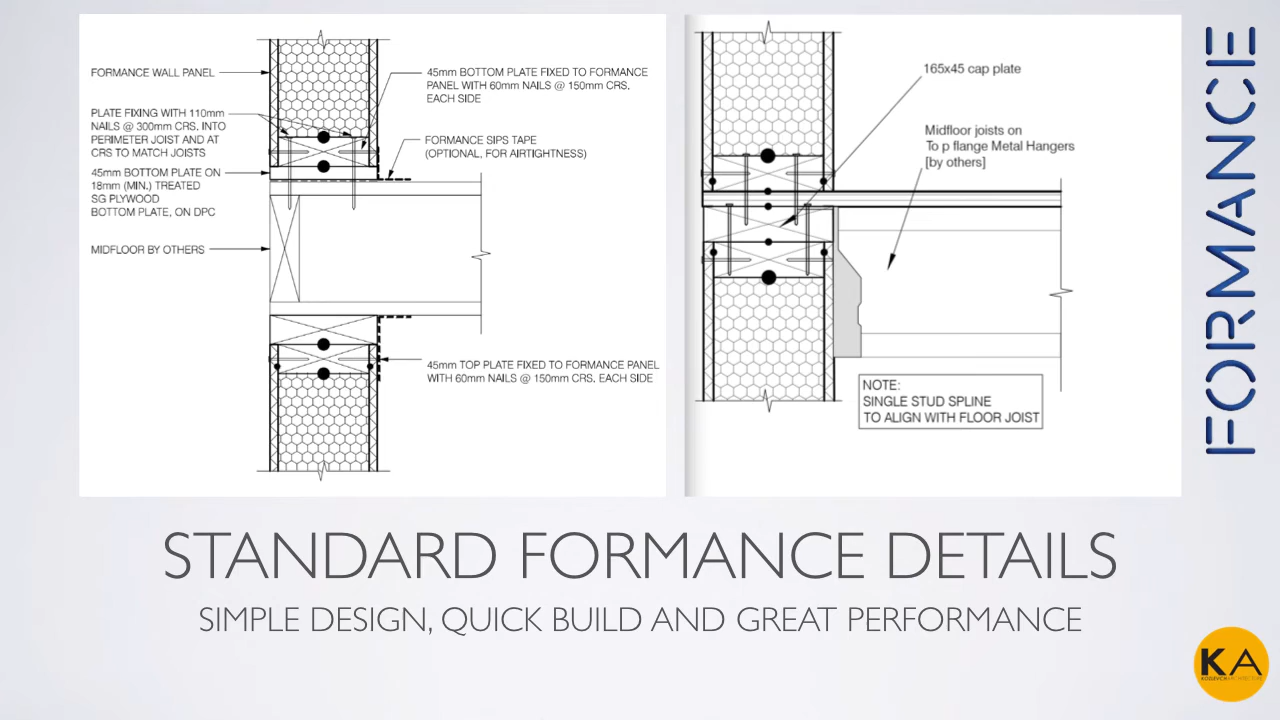 FORMANCE WALL PANEL
PLATE FIXING WITH 110mm
NAILS @ 300mm CRS, INTO
PERIMETER JOIST AND AT
CRS TO MATCH JOISTS
45mm BOTTOM PLATE ON
18mm (MIN.) TREATED
SG PLYWOOD
BOTTOM PLATE, ON DPC
MIDFLOOR BY OTHERS
45mm BOTTOM PLATE FIXED TO FORMANCE
PANEL WITH 60mm NAILS @ 150mm CRS,
EACH SIDE
FORMANCE SIPS TAPE
(OPTIONAL, FOR AIRTIGHTNESS)
45mm TOP PLATE FIXED TO FORMANCE PANEL
WITH 60mm NAILS @ 150mm CRS, EACH SIDE
165x45 cap plate
Midfloor joists on
To p flange Metal Hangers
[by others]
NOTE:
SINGLE STUD SPLINE
TO ALIGN WITH FLOOR JOIST
FORMANCE
STANDARD FORMANCE DETAILS
SIMPLE DESIGN, QUICK BUILD AND GREAT PERFORMANCE
KA